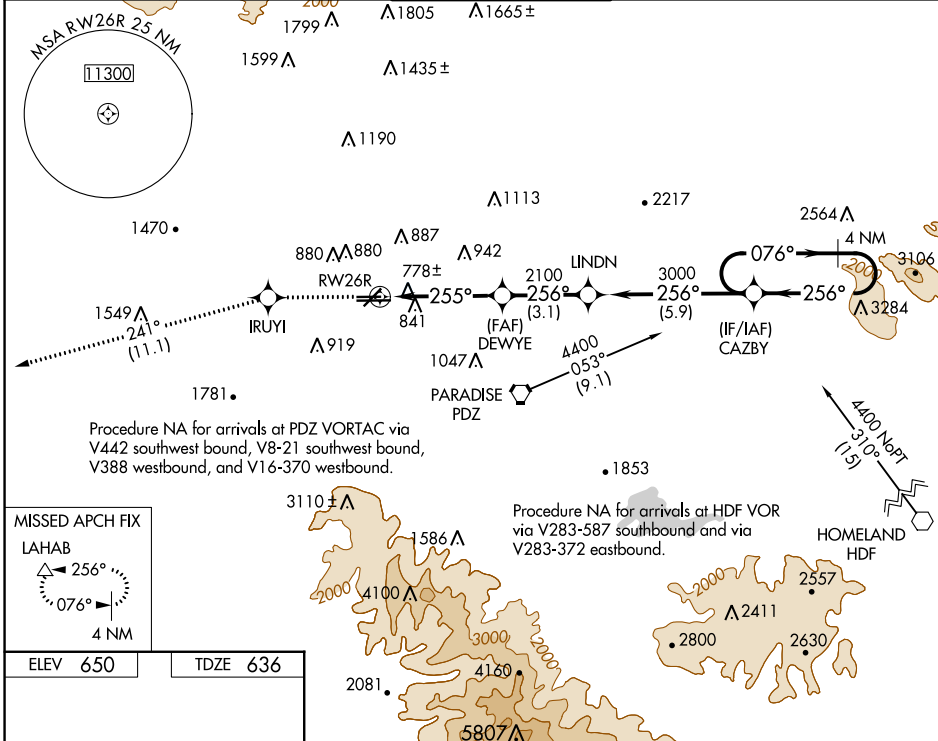 2000
1805
1665±
1799
MSA RW26R 25 NM
1599
1435±
11300
1190
1113
2217
2564
1470
887
880
880
942
076°
4 NM
2000
3106
LINDN
RW26R
778±
2100
3000
255°
256°
256°
256°
(3.1)
(5.9)
1549
841
3284
IRUYI
(FAF)
DEWYE
(IF/IAF)
CAZBY
241°
(11.1)
919
1047
4400
053°
(9.1)
PARADISE
PDZ
1781
4400 NoPT
310°
(15)
Procedure NA for arrivals at PDZ VORTAC via
V442 southwest bound, V8-21 southwest bound,
V388 westbound, and V16-370 westbound.
1853
3110±
Procedure NA for arrivals at HDF VOR
via V283-587 southbound and via
V283-372 eastbound.
HOMELAND
HDF
MISSED APCH FIX
LAHAB
256°
076°
4 NM
1586
2000
4100
2000
2557
2411
3000
2000
2800
2630
ELEV 650
TDZE 636
4160
2081
5807